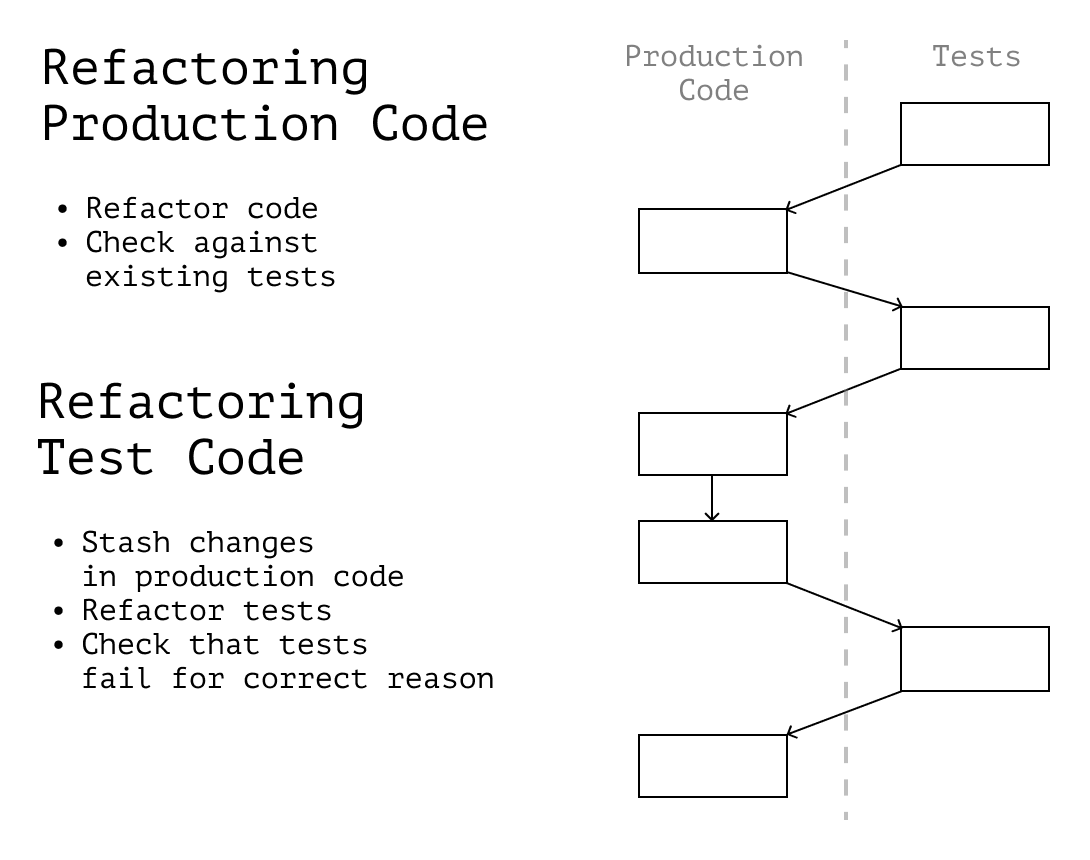 Refactoring
Production Code
• Refactor code
• Check against
existing tests
Refactoring
Test Code
• Stash changes
in production code
• Refactor tests
• Check that tests
fail for correct reason
Production
Code
Tests